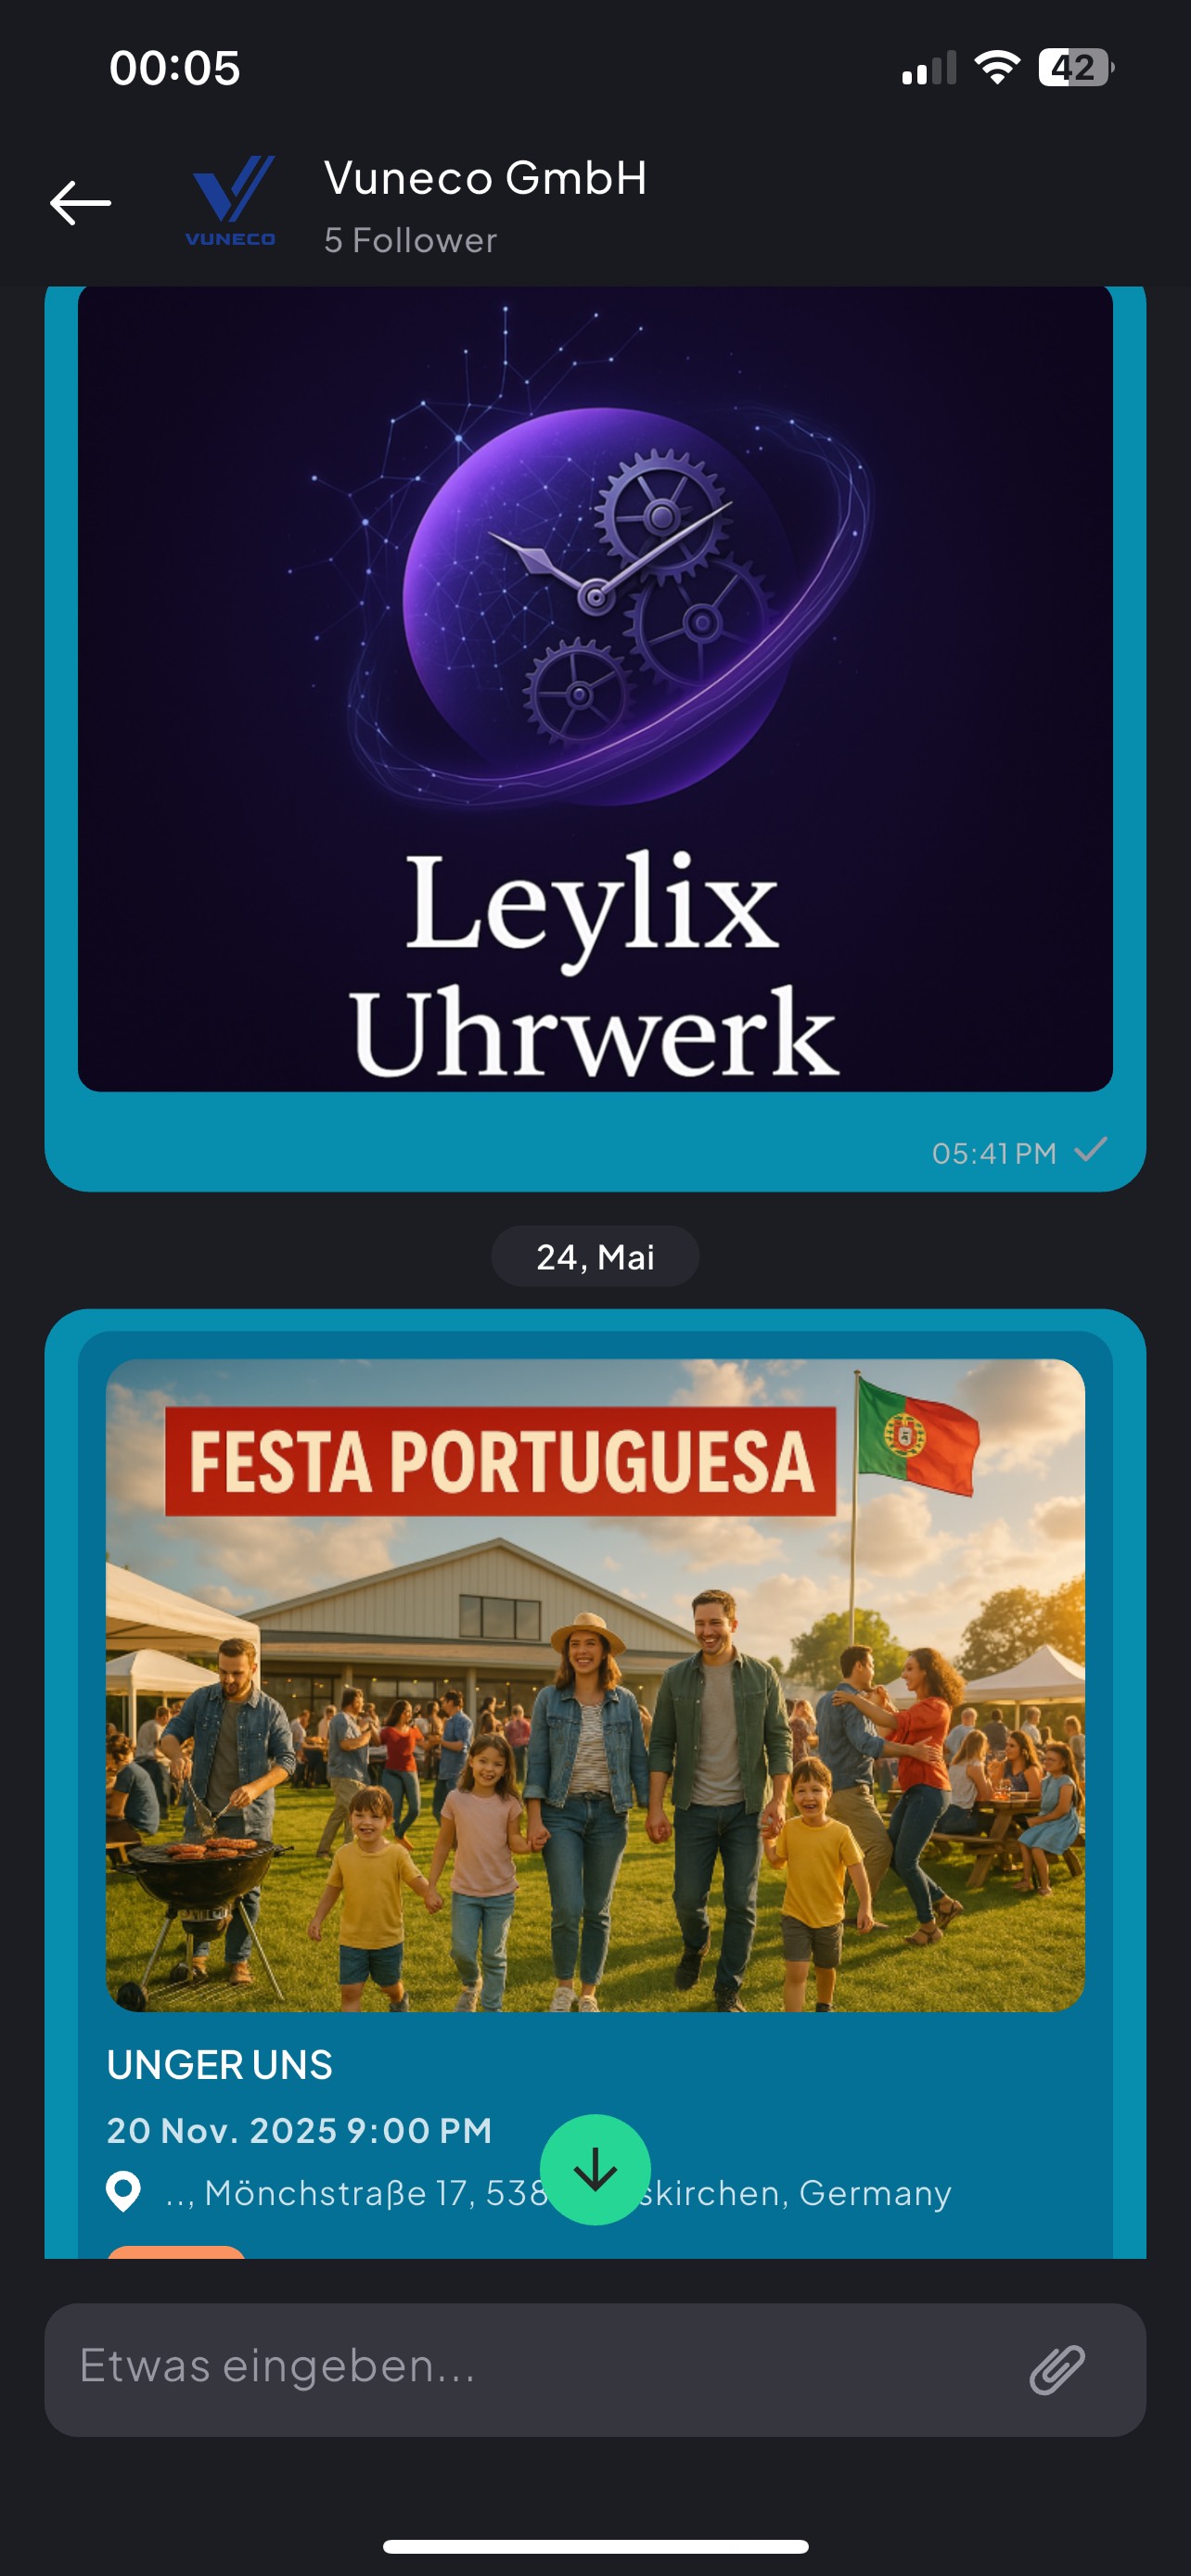 00:05
42
VUNECO
Vuneco GmbH
5 Follower
Leylix
Uhrwerk
05:41 PM
24, Mai
FESTA PORTUGUESA
UNGER UNS
20 Nov. 2025 9:00 PM
.., Mönchstraße 17, 538 skirchen, Germany
Etwas eingeben...